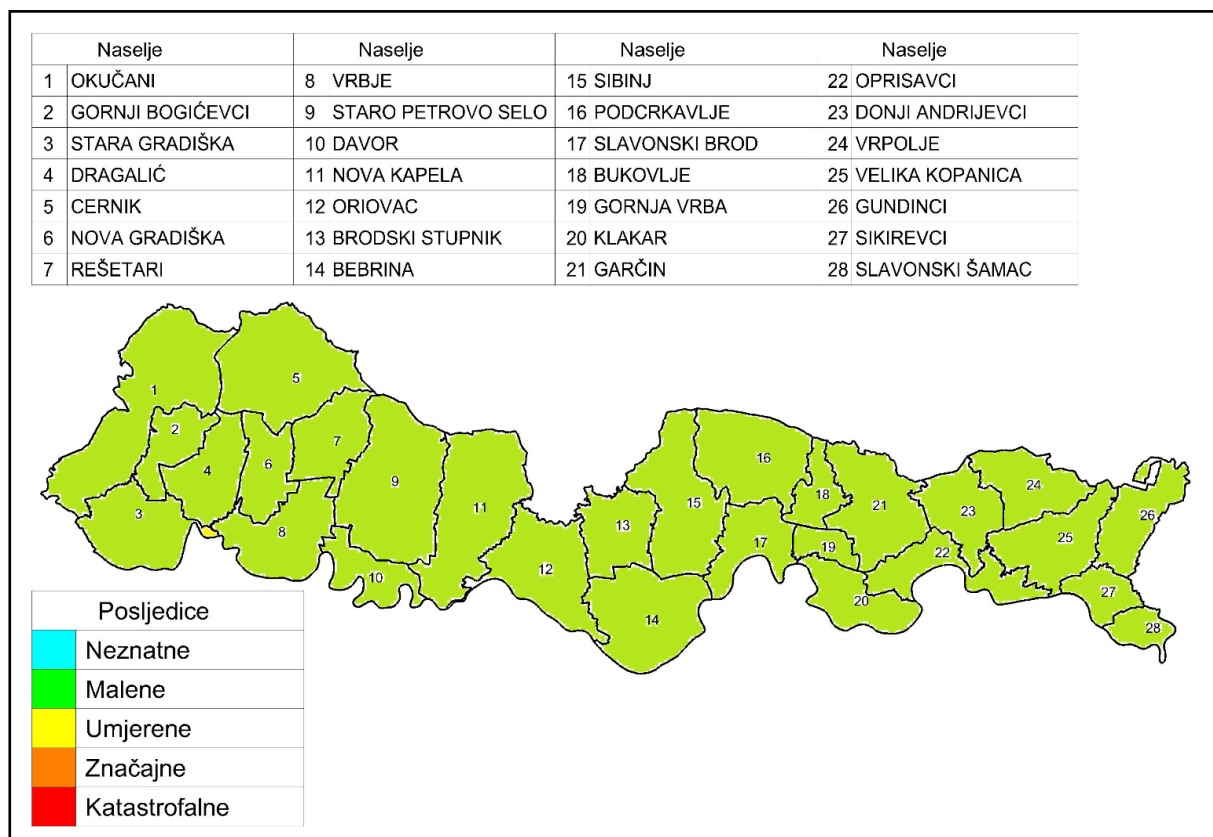 Naselje Naselje Naselje Naselje
1 OKUČANI 8 VRBJE 15 SIBINJ 22 OPRISAVCI
2 GORNJI BOGIĆEVCI 9 STARO PETROVO SELO 16 PODCRKAVLJE 23 DONJI ANDRIJEVCI
3 STARA GRADIŠKA 10 DAVOR 17 SLAVONSKI BROD 24 VRPOLJE
4 DRAGALIĆ 11 NOVA KAPELA 18 BUKOVLJE 25 VELIKA KOPANICA
5 CERNIK 12 ORIOVAC 19 GORNJA VRBA 26 GUNDINCI
6 NOVA GRADIŠKA 13 BRODSKI STUPNIK 20 KLAKAR 27 SIKIREVCI
7 REŠETARI 14 BEBRINA 21 GARČIN 28 SLAVONSKI ŠAMAC
1
5
2
7
4
6
9
11
3
8
10
12
13
14
15
16
17
18
19
20
21
22
23
24
25
26
27
28
Posljedice
Neznatne
Malene
Umjerene
Značajne
Katastrofalne